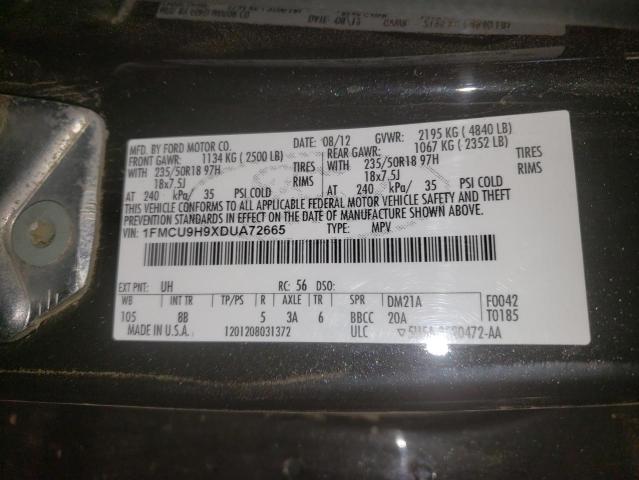 MFD. BY FORD MOTOR CO. DATE: 08/12 GVWR: 2195 KG ( 4840 LB)
FRONT GAWR: 1134 KG ( 2500 LB) REAR GAWR: 1067 KG ( 2352 LB)
WITH 235/50R18 97H TIRES WITH 235/50R18 97H TIRES
18x7.5J RIMS 18x7.5J RIMS
AT 240 kPa/ 35 PSI COLD AT 240 kPa/ 35 PSI COLD
THIS VEHICLE CONFORMS TO ALL APPLICABLE FEDERAL MOTOR VEHICLE SAFETY AND THEFT
PREVENTION STANDARDS IN EFFECT ON THE DATE OF MANUFACTURE SHOWN ABOVE.
VIN: 1FMCU9H9XDUA72665 TYPE: MPV
EXT PNT: UH RC: 56 DSO:
WB INT TR TP/PS R AXLE TR SPR DM21A F0042
105 8B 5 3A 6 BBCC 20A T0185
MADE IN U.S.A. 1201208031372 ULC